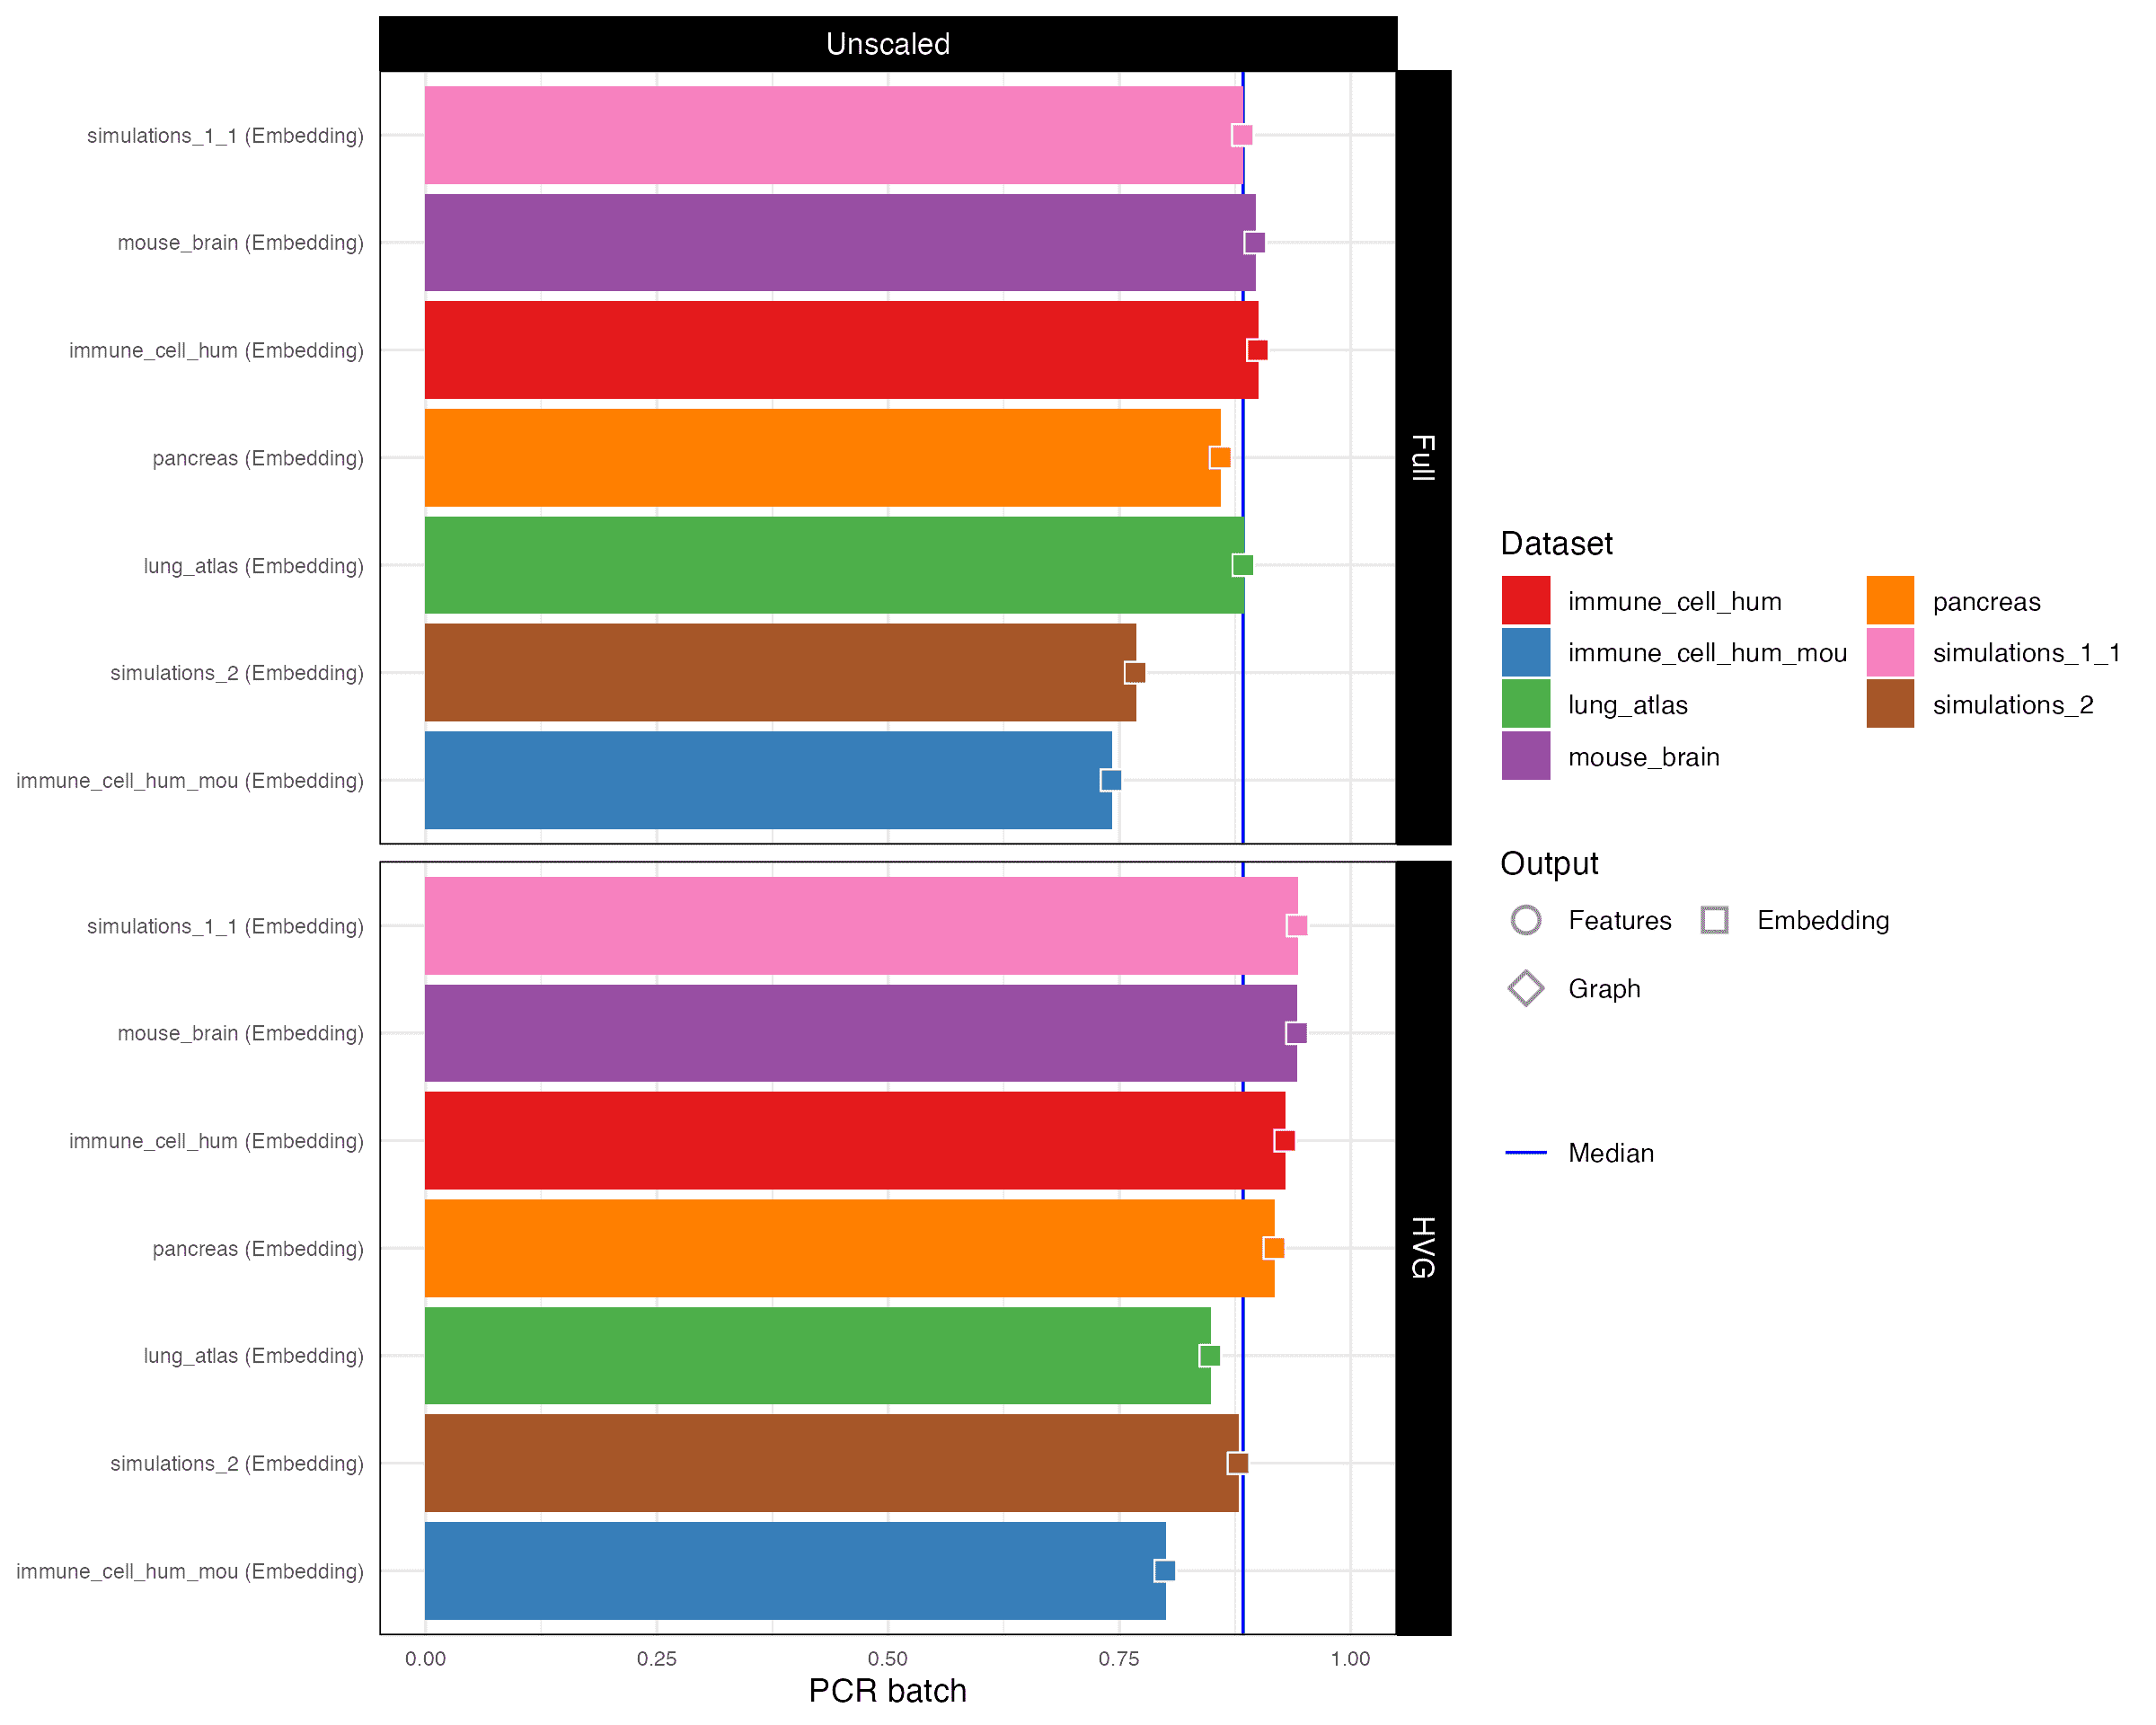 Unscaled
simulations_1_1 (Embedding)
mouse_brain (Embedding)
immune_cell_hum (Embedding)
pancreas (Embedding)
lung_atlas (Embedding)
simulations_2 (Embedding)
immune_cell_hum_mou (Embedding)
Full
simulations_1_1 (Embedding)
mouse_brain (Embedding)
immune_cell_hum (Embedding)
pancreas (Embedding)
lung_atlas (Embedding)
simulations_2 (Embedding)
immune_cell_hum_mou (Embedding)
HVG
0.00 0.25 0.50 0.75 1.00
PCR batch
Dataset
immune_cell_hum
immune_cell_hum_mou
lung_atlas
mouse_brain
pancreas
simulations_1_1
simulations_2
Output
Features Embedding
Graph
Median